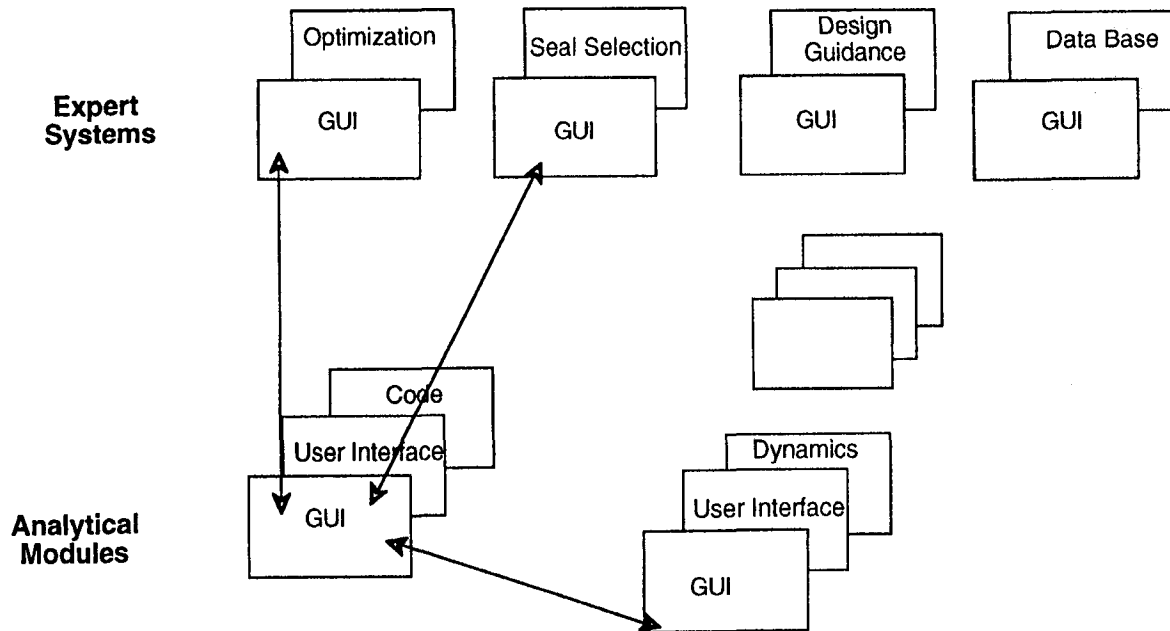 Optimization
Seal Selection
Design
Guidance
Data Base
Expert
Systems
GUI
GUI
GUI
GUI
Code
User Interface
GUI
Analytical
Modules
Dynamics
User Interface
GUI